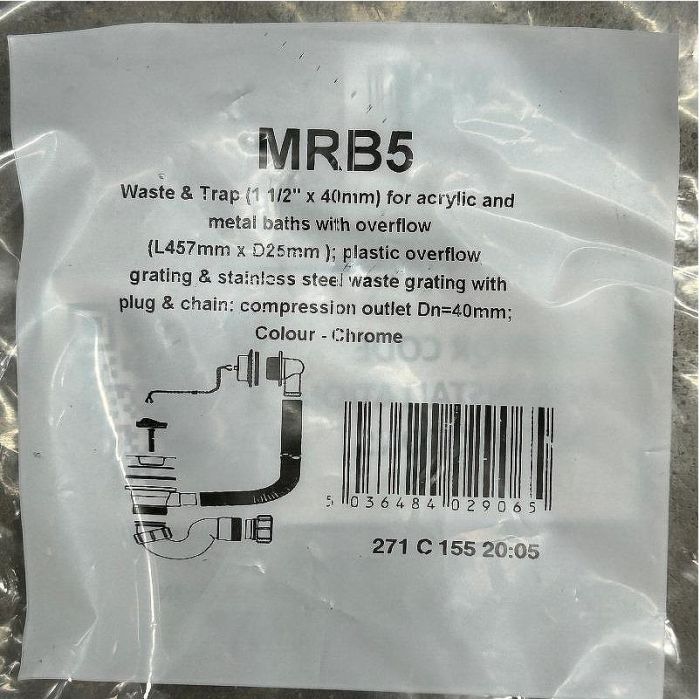 MRB5
Waste & Trap (1 1/2" x 40mm) for acrylic and
metal baths with overflow
(L457mm x D25mm ); plastic overflow
grating & stainless steel waste grating with
plug & chain; compression outlet Dn=40mm;
Colour - Chrome
5 036484 029065
271 C 155 20:05